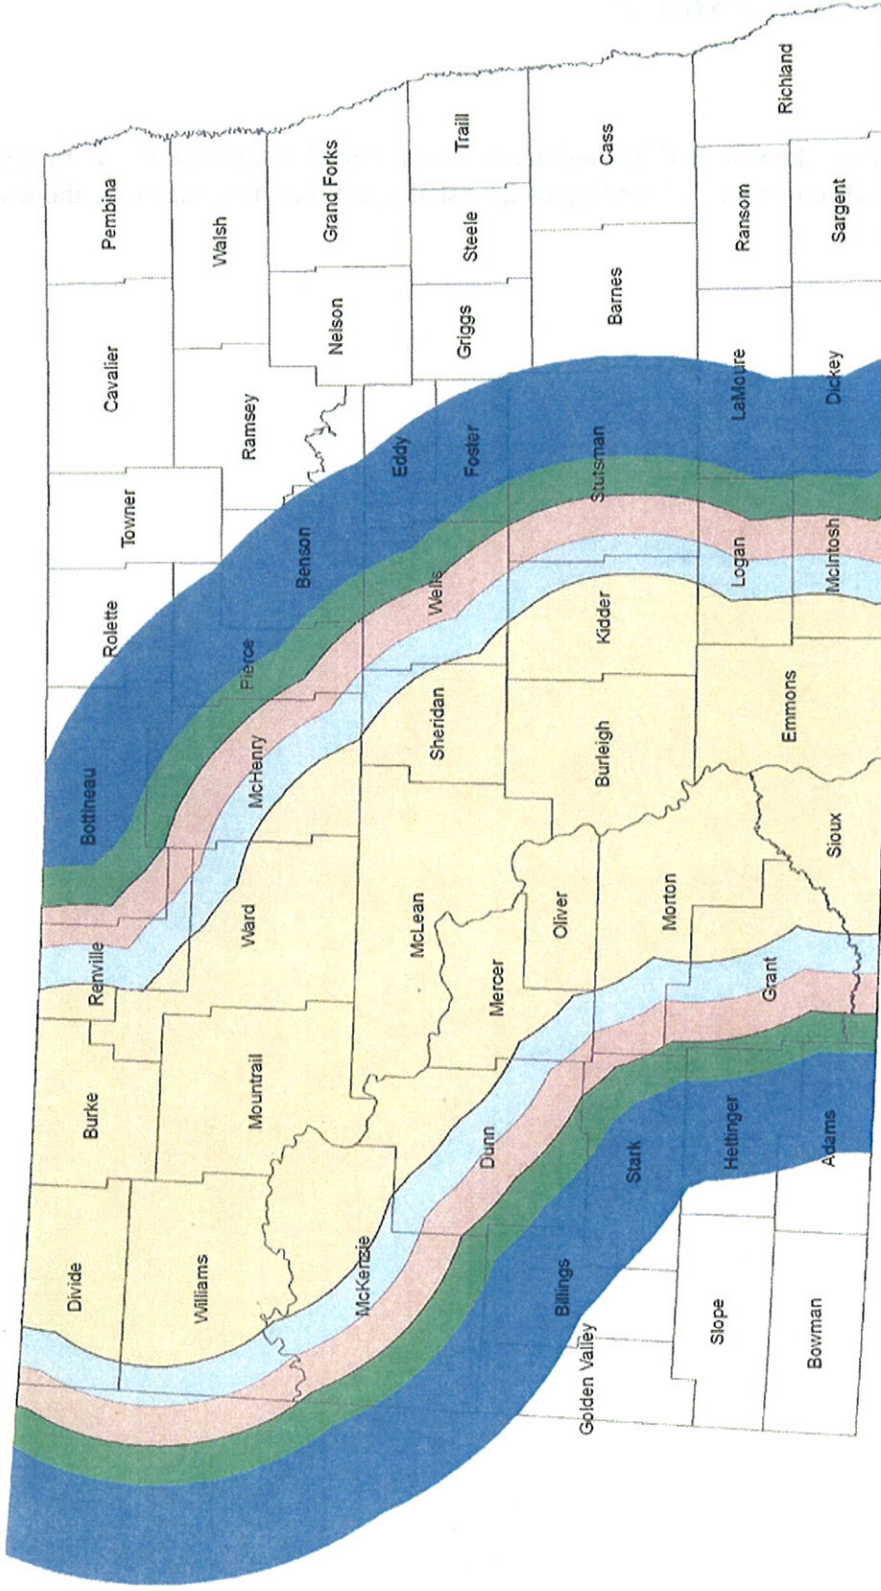 Divide
Burke
Renville
Bottineau
Rolette
Towner
Cavalier
Pembina
Williams
Mountrail
Ward
McHenry
Pierce
Benson
Ramsey
Walsh
McKenzie
Nelson
Grand Forks
Dunn
Mercer
McLean
Sheridan
Wells
Eddy
Foster
Griggs
Steele
Traill
Golden Valley
Billings
Stark
Oliver
Morton
Burleigh
Kidder
Stutsman
Barnes
Cass
Slope
Hettinger
Grant
Emmons
Logan
LaMoure
Ransom
Richland
Bowman
Adams
Sioux
McIntosh
Dickey
Sargent